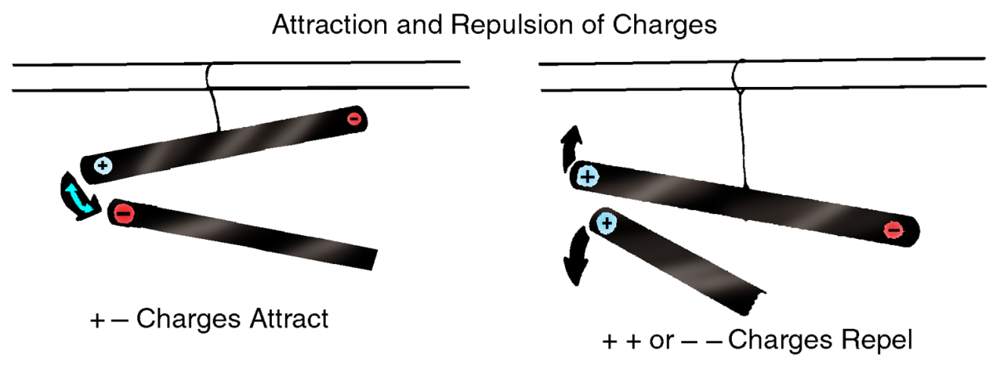 Attraction and Repulsion of Charges
+
−
−
+ − Charges Attract
+
−
+
+ + or − − Charges Repel